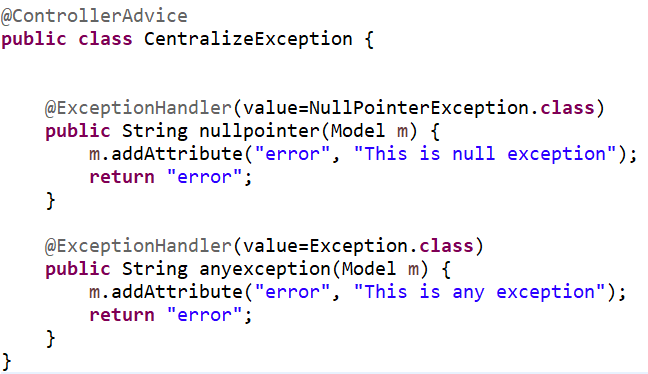 @ControllerAdvice
public class CentralizeException {
@ExceptionHandler(value=NullPointerException.class)
public String nullpointer(Model m) {
m.addAttribute("error", "This is null exception");
return "error";
}
@ExceptionHandler(value=Exception.class)
public String anyexception(Model m) {
m.addAttribute("error", "This is any exception");
return "error";
}
}